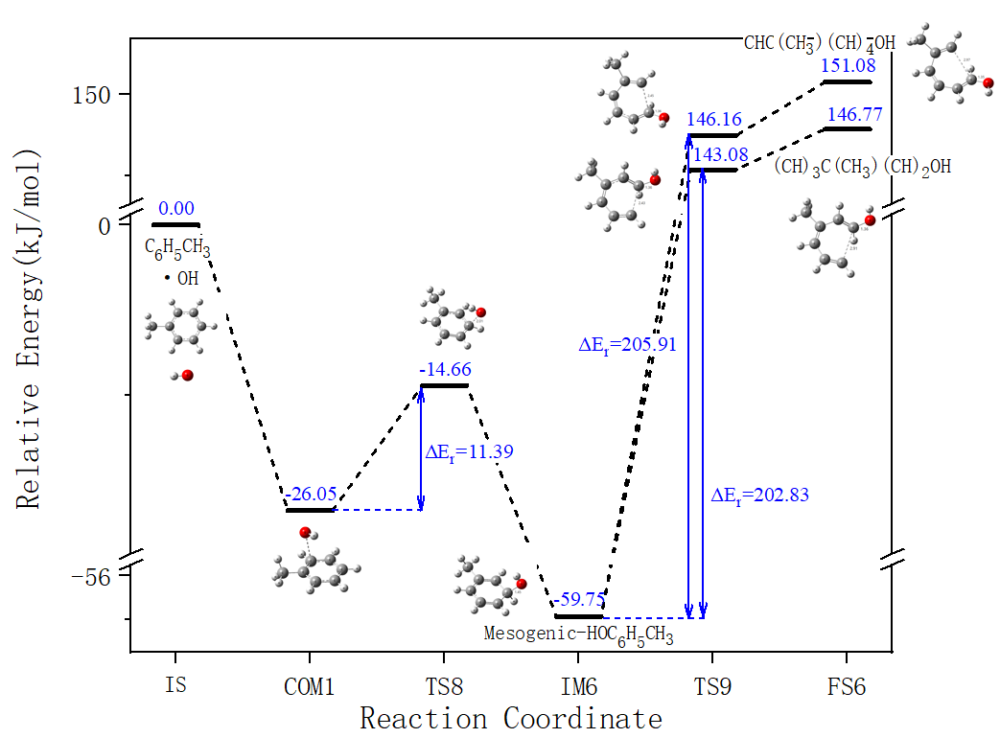 CHC(CH₃)(CH)₄OH
151.08
150
146.16
146.77
143.08
(CH)₃C(CH₃)(CH)₂OH
0.00
0
C₆H₅CH₃
·OH
ΔEᵣ=205.91
-14.66
ΔEᵣ=11.39
-26.05
ΔEᵣ=202.83
-56
-59.75
Mesogenic-HOC₆H₅CH₃
IS COM1 TS8 IM6 TS9 FS6
Reaction Coordinate
Relative Energy(kJ/mol)